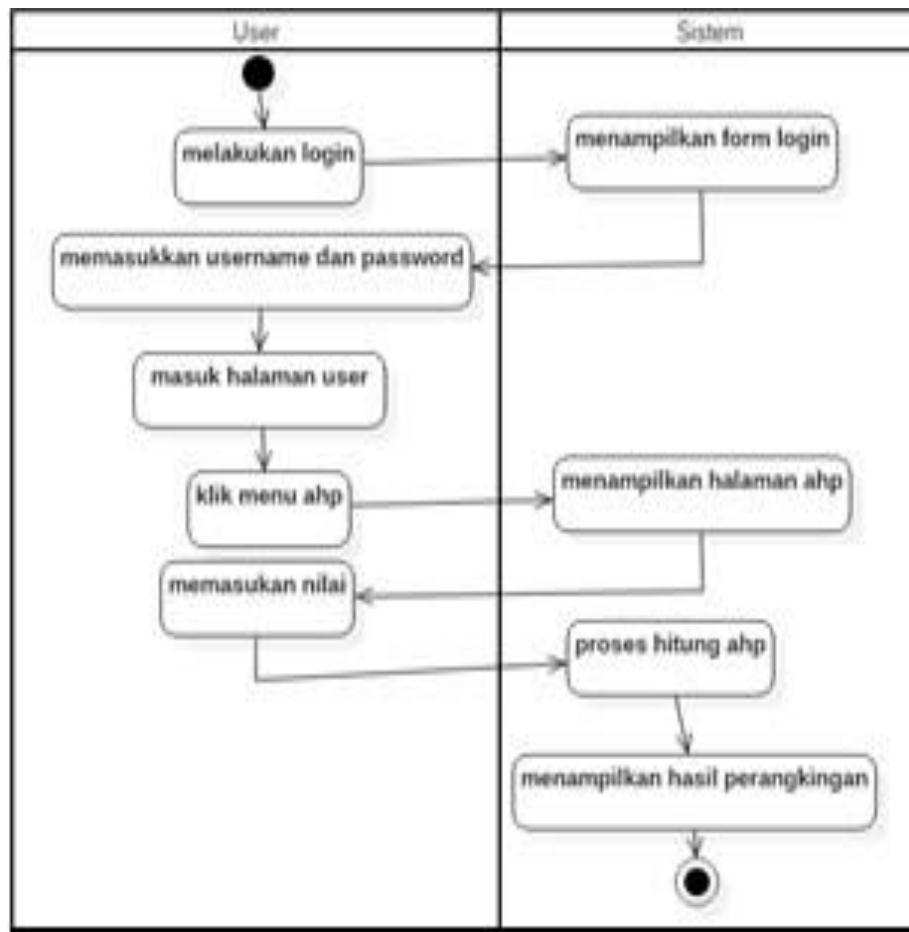 User
Sistem
melakukan login
menampilkan form login
memasukkan username dan password
masuk halaman user
klik menu ahp
menampilkan halaman ahp
memasukan nilai
proses hitung ahp
menampilkan hasil perangkingan